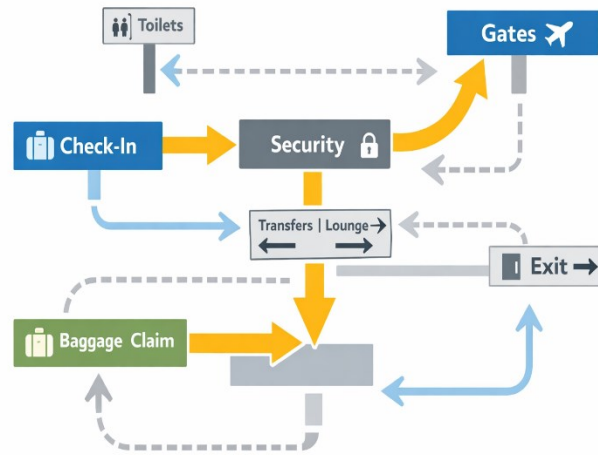 Toilets
Gates
Check-In
Security
Transfers | Lounge
Exit
Baggage Claim